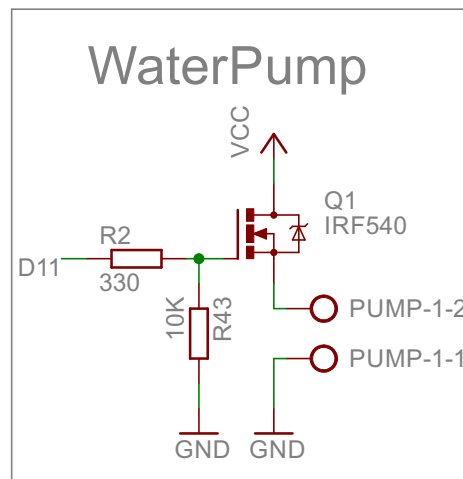 WaterPump
VCC
Q1
IRF540
R2
D11
330
10K
R43
PUMP-1-2
PUMP-1-1
GND
GND